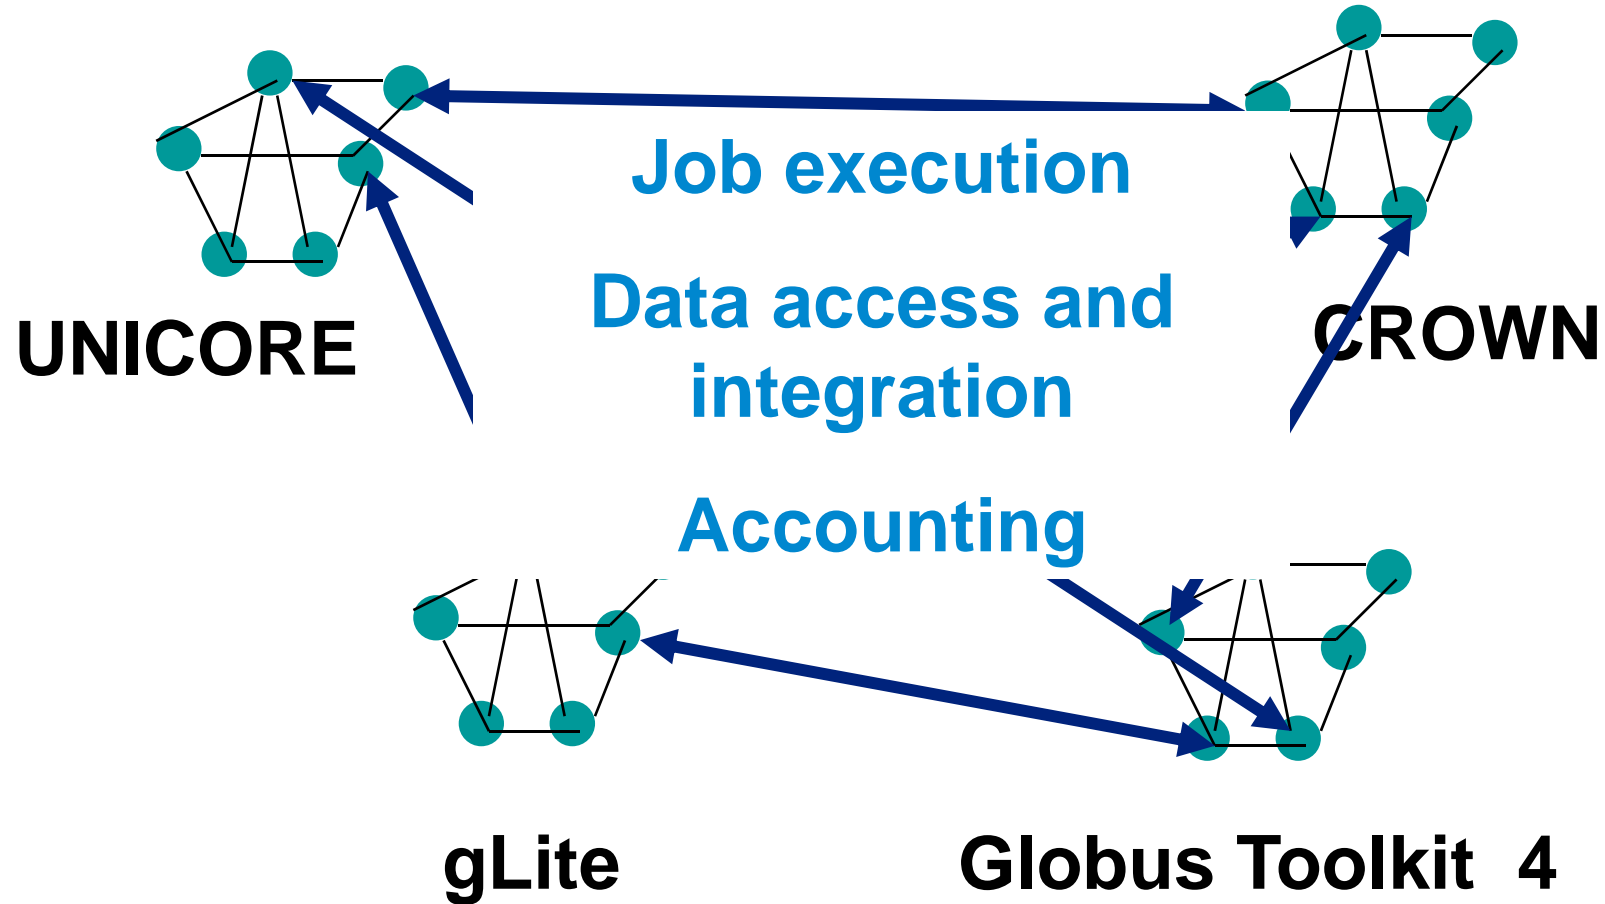 Job execution
Data access and
integration
UNICORE
CROWN
Accounting
gLite
Globus Toolkit 4